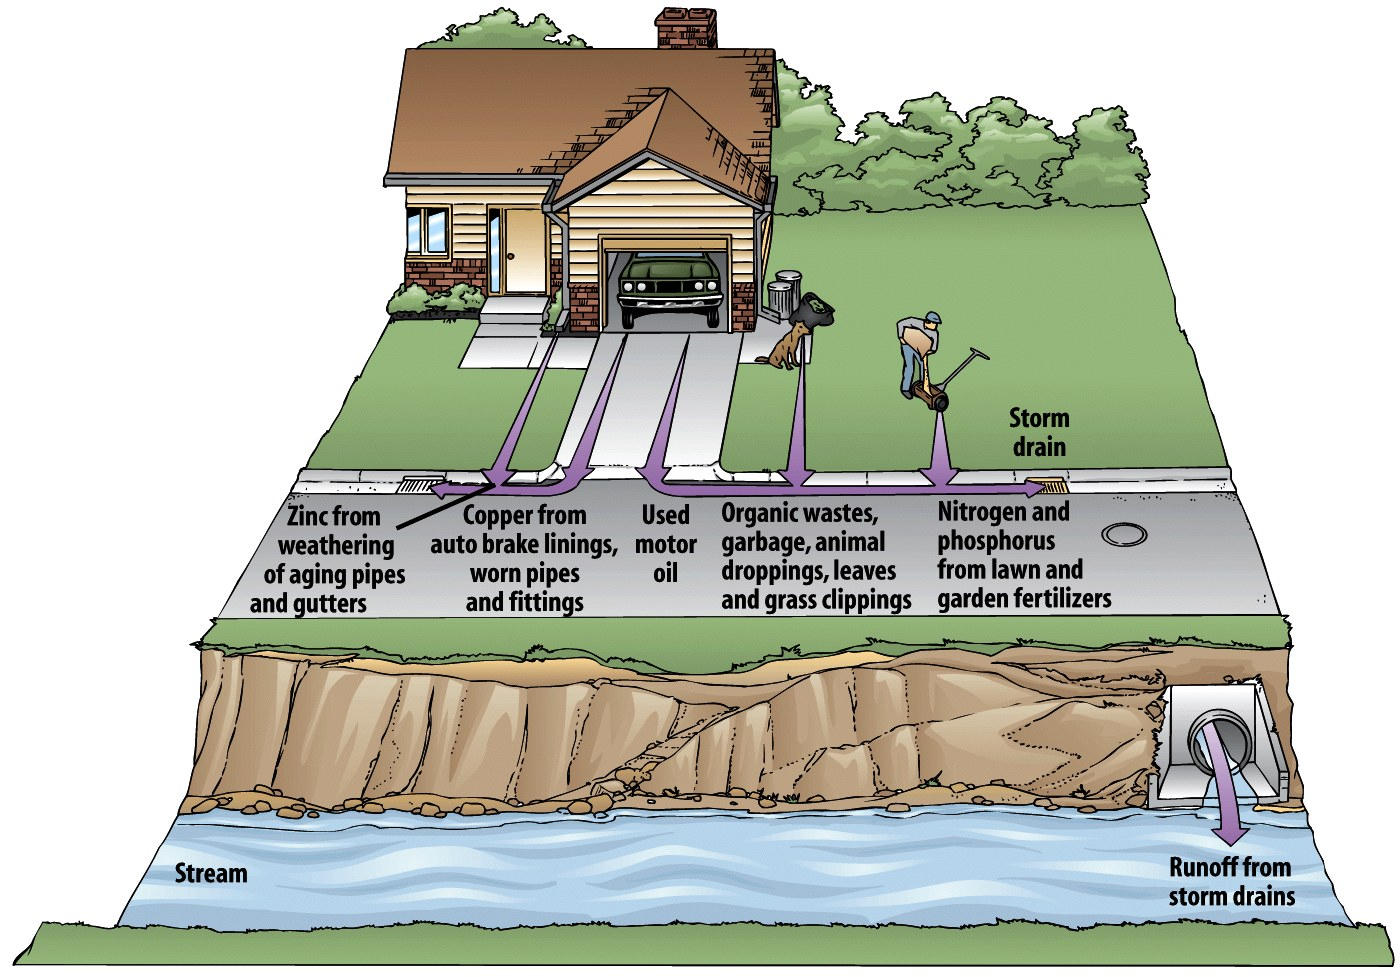 Storm
drain
Zinc from
weathering
of aging pipes
and gutters
Copper from
auto brake linings,
worn pipes
and fittings
Used
motor
oil
Organic wastes,
garbage, animal
droppings, leaves
and grass clippings
Nitrogen and
phosphorus
from lawn and
garden fertilizers
Stream
Runoff from
storm drains